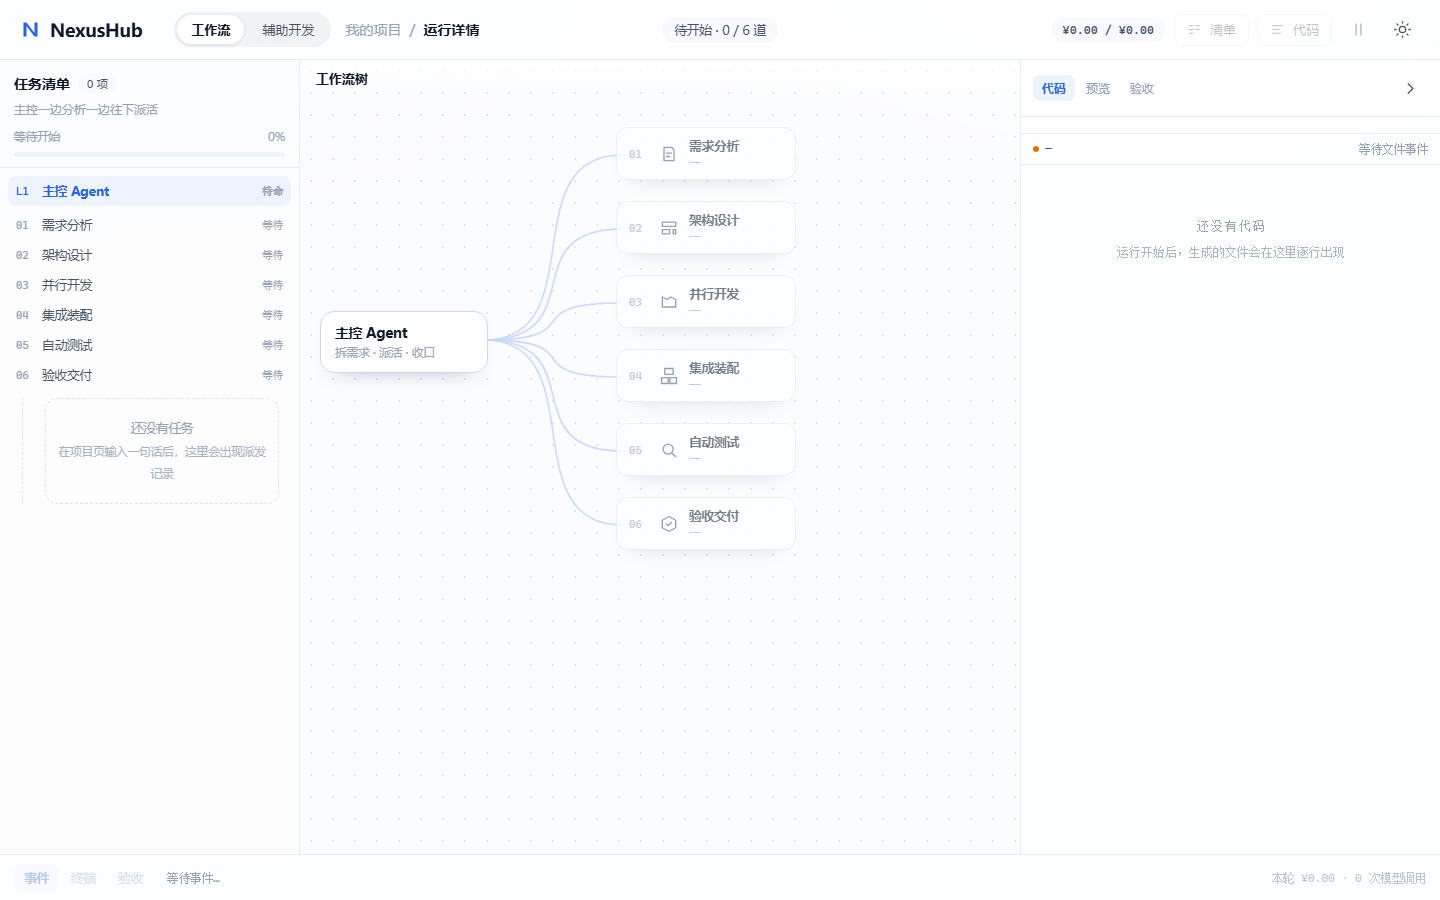 NexusHub 工作流 辅助开发 我的项目 / 运行详情 待开始 · 0 / 6 道 ¥0.00 / ¥0.00 清单 代码
任务清单 0 项
主控一边分析一边往下派活
等待开始 0%
L1 主控 Agent 待命
01 需求分析 等待
02 架构设计 等待
03 并行开发 等待
04 集成装配 等待
05 自动测试 等待
06 验收交付 等待
还没有任务
在项目页输入一句话后，这里会出现派发
记录
工作流树
主控 Agent
拆需求 · 派活 · 收口
01 需求分析
—
02 架构设计
—
03 并行开发
—
04 集成装配
—
05 自动测试
—
06 验收交付
—
代码 预览 验收
— 等待文件事件
还没有代码
运行开始后，生成的文件会在这里逐行出现
事件 终端 验收 等待事件… 本轮 ¥0.00 · 0 次模型调用